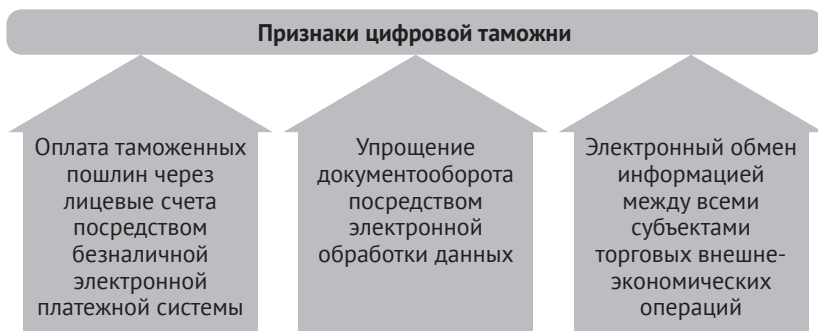 Признаки цифровой таможни
Оплата таможенных
пошлин через
лицевые счета
посредством
безналичной
электронной
платежной системы
Упрощение
документооборота
посредством
электронной
обработки данных
Электронный обмен
информацией
между всеми
субъектами
торговых внешне-
экономических
операций